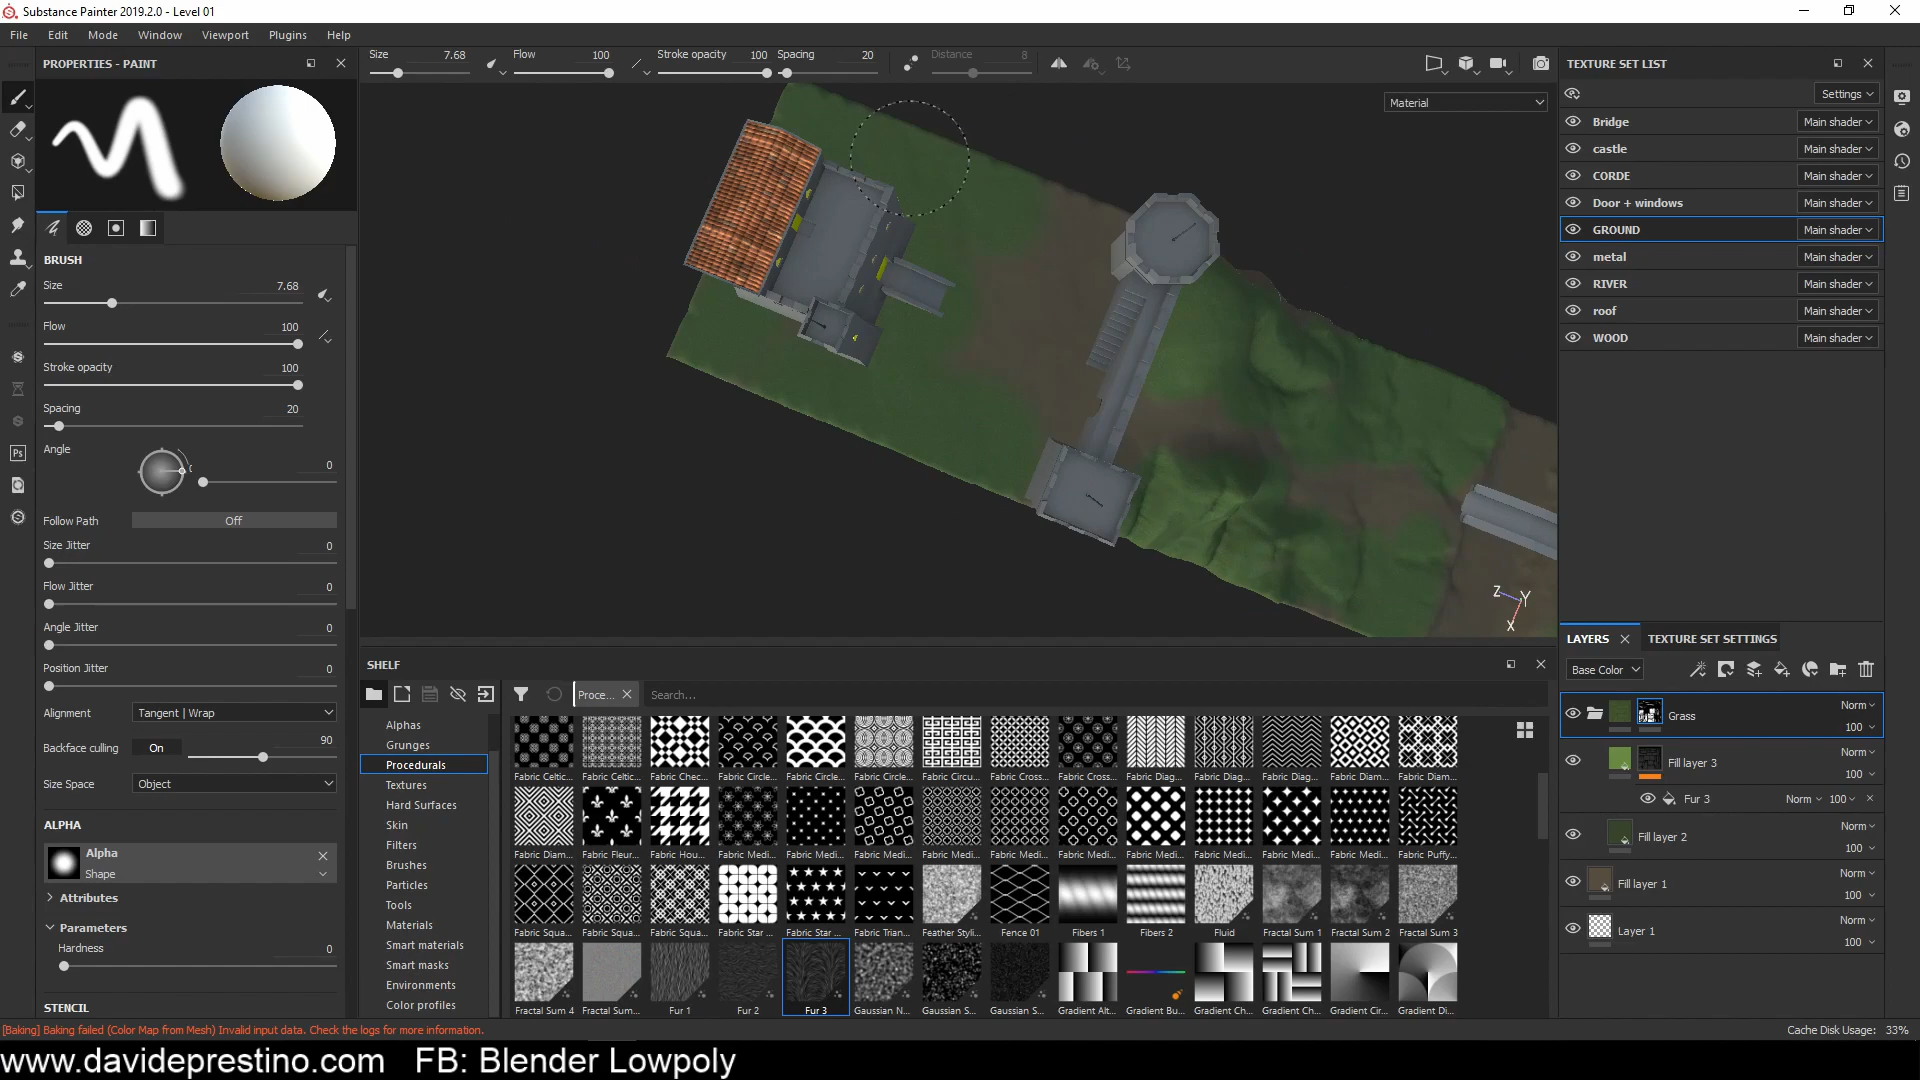 Substance Painter 2019.2.0 - Level 01
File Edit Mode Window Viewport Plugins Help
PROPERTIES - PAINT
Size 7.68 Flow 100 Stroke opacity 100 Spacing 20 Distance 8
Material
BRUSH
Size 7.68
Flow 100
Stroke opacity 100
Spacing 20
Angle 0
Follow Path Off
Size Jitter 0
Flow Jitter 0
Angle Jitter 0
Position Jitter 0
Alignment Tangent | Wrap
Backface culling On 90
Size Space Object
ALPHA
Alpha
Shape
Attributes
Parameters
Hardness 0
STENCIL
Z Y
X
SHELF
Proce... Search...
Alphas
Grunges
Procedurals
Textures
Hard Surfaces
Skin
Filters
Brushes
Particles
Tools
Materials
Smart materials
Smart masks
Environments
Color profiles
Fabric Celtic... Fabric Celtic... Fabric Chec... Fabric Circle... Fabric Circle... Fabric Circle... Fabric Circu... Fabric Cross... Fabric Cross... Fabric Diag... Fabric Diag... Fabric Diag... Fabric Diam... Fabric Diam...
Fabric Diam... Fabric Fleur... Fabric Hou... Fabric Medi... Fabric Medi... Fabric Medi... Fabric Medi... Fabric Medi... Fabric Medi... Fabric Medi... Fabric Medi... Fabric Medi... Fabric Medi... Fabric Puffy...
Fabric Squa... Fabric Squa... Fabric Squa... Fabric Star ... Fabric Star ... Fabric Trian... Feather Styli... Fence 01 Fibers 1 Fibers 2 Fluid Fractal Sum 1 Fractal Sum 2 Fractal Sum 3
Fractal Sum 4 Fractal Sum... Fur 1 Fur 2 Fur 3 Gaussian N... Gaussian S... Gaussian S... Gradient Alt... Gradient Bu... Gradient Ch... Gradient Ch... Gradient Cir... Gradient Di...
TEXTURE SET LIST
Settings
Bridge Main shader
castle Main shader
CORDE Main shader
Door + windows Main shader
GROUND Main shader
metal Main shader
RIVER Main shader
roof Main shader
WOOD Main shader
LAYERS TEXTURE SET SETTINGS
Base Color
Grass Norm 100
Fill layer 3 Norm 100
Fur 3 Norm 100
Fill layer 2 Norm 100
Fill layer 1 Norm 100
Layer 1 Norm 100
[Baking] Baking failed (Color Map from Mesh) Invalid input data. Check the logs for more information.
Cache Disk Usage: 33%
www.davideprestino.com FB: Blender Lowpoly